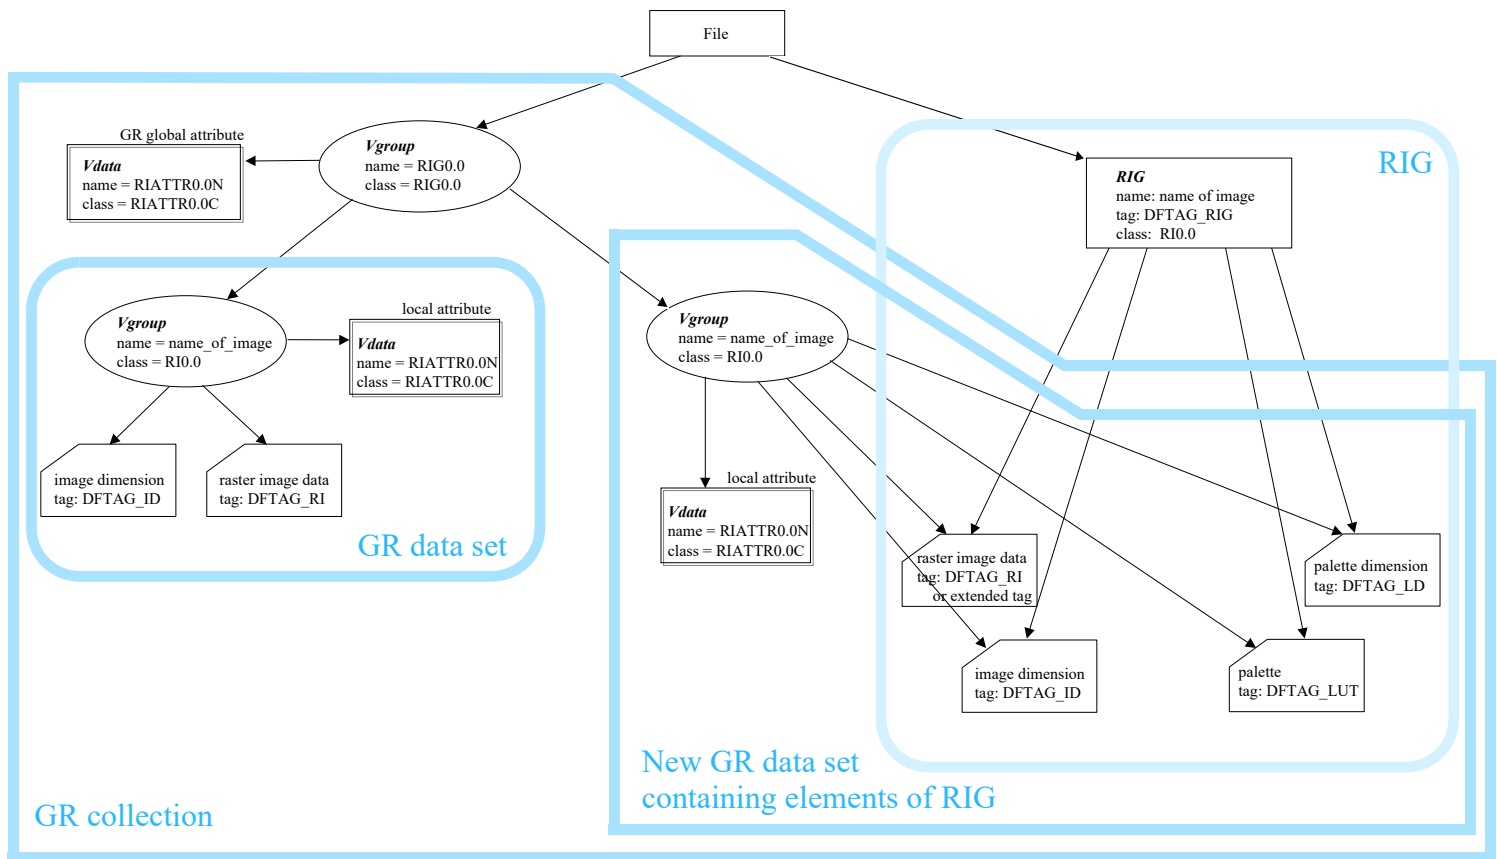 File
GR global attribute
Vdata
name = RIATTR0.0N
class = RIATTR0.0C
Vgroup
name = RIG0.0
class = RIG0.0
RIG
RIG
name: name of image
tag: DFTAG_RIG
class:  RI0.0
Vgroup
name = name_of_image
class = RI0.0
local attribute
Vdata
name = RIATTR0.0N
class = RIATTR0.0C
Vgroup
name = name_of_image
class = RI0.0
image dimension
tag: DFTAG_ID
raster image data
tag: DFTAG_RI
GR data set
local attribute
Vdata
name = RIATTR0.0N
class = RIATTR0.0C
raster image data
tag: DFTAG_RI
or extended tag
palette dimension
tag: DFTAG_LD
image dimension
tag: DFTAG_ID
palette
tag: DFTAG_LUT
New GR data set
containing elements of RIG
GR collection